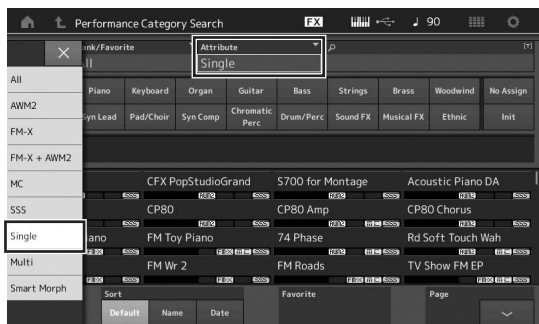 Performance Category Search FX 90
ank/Favorite Attribute
ll Single
All
AWM2
FM-X
FM-X + AWM2
MC
SSS
Single
Multi
Smart Morph
Piano Keyboard Organ Guitar Bass Strings Brass Woodwind No Assign
Syn Lead Pad/Choir Syn Comp Chromatic Perc Drum/Perc Sound FX Musical FX Ethnic Init
CFX PopStudioGrand S700 for Montage Acoustic Piano DA
CP80 CP80 Amp CP80 Chorus
iano FM Toy Piano 74 Phase Rd Soft Touch Wah
FM Wr 2 FM Roads TV Show FM EP
Sort Favorite Page
Default Name Date